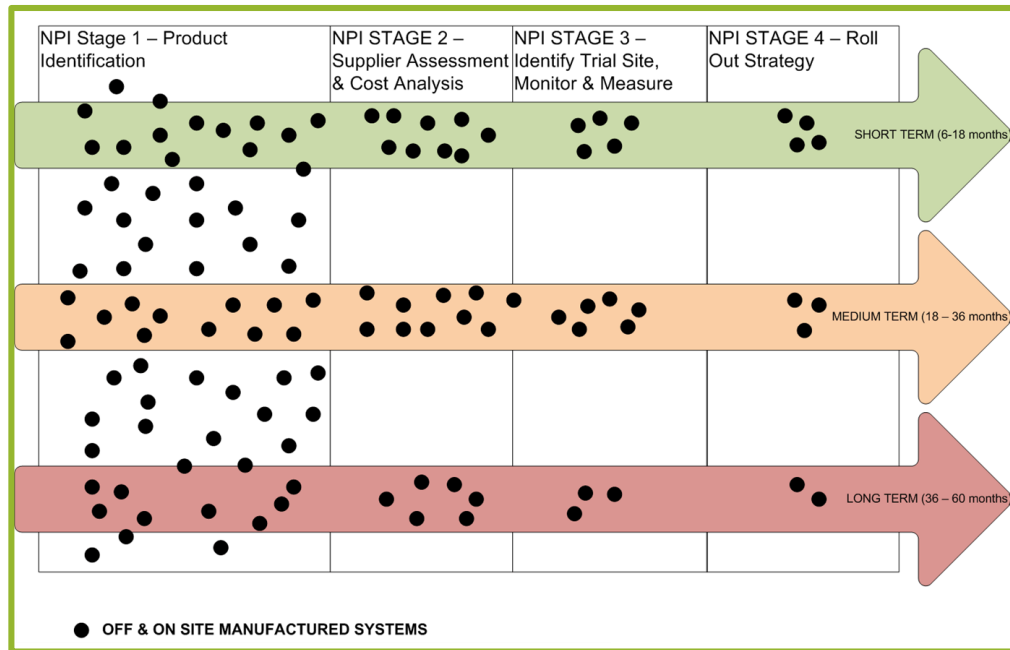 NPI Stage 1 – Product
Identification
NPI STAGE 2 –
Supplier Assessment
& Cost Analysis
NPI STAGE 3 –
Identify Trial Site,
Monitor & Measure
NPI STAGE 4 – Roll
Out Strategy
SHORT TERM (6-18 months)
MEDIUM TERM (18 – 36 months)
LONG TERM (36 – 60 months)
OFF & ON SITE MANUFACTURED SYSTEMS